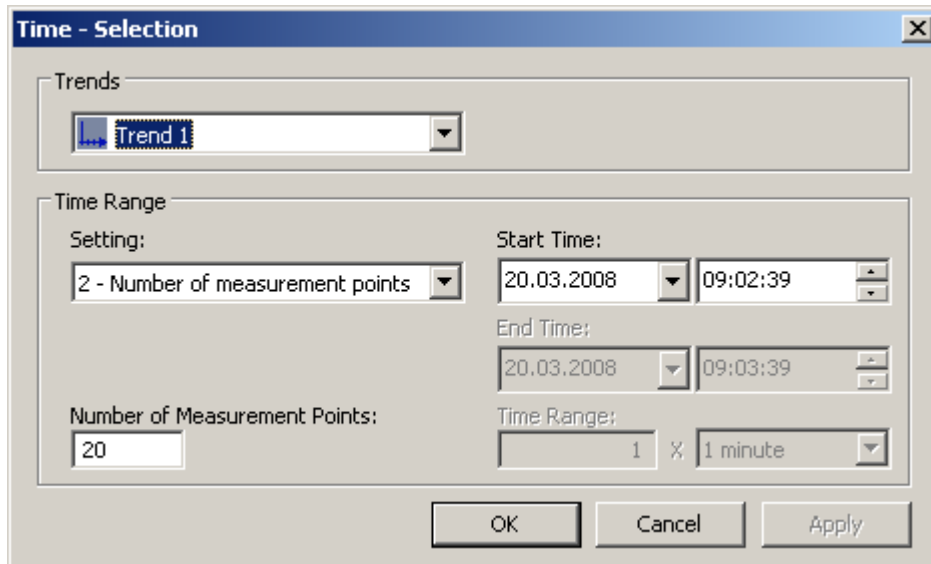 Time - Selection
Trends
Trend 1
Time Range
Setting:
2 - Number of measurement points
Start Time:
20.03.2008 09:02:39
End Time:
20.03.2008 09:03:39
Number of Measurement Points:
20
Time Range:
1 X 1 minute
OK Cancel Apply